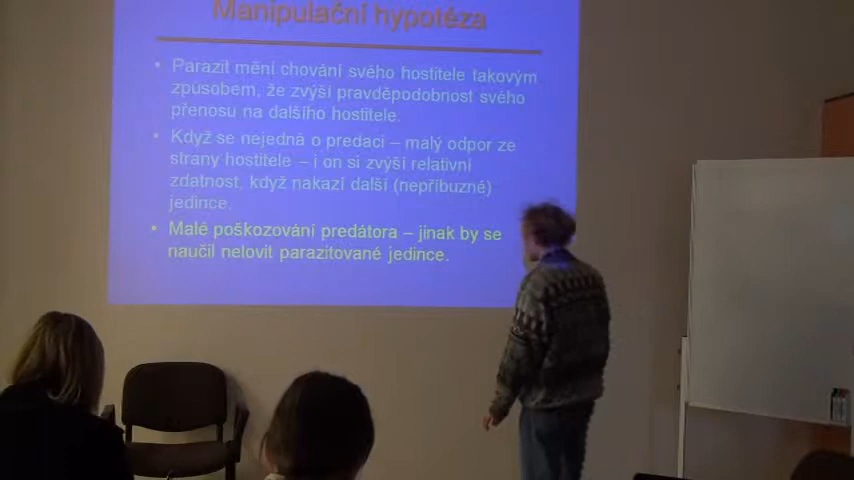 Manipulační hypotéza
• Parazit mění chování svého hostitele takovým
způsobem, že zvýší pravděpodobnost svého
přenosu na dalšího hostitele.
• Když se nejedná o predaci – malý odpor ze
strany hostitele – i on si zvýší relativní
zdatnost, když nakazí další (nepříbuzné)
jedince.
• Malé poškozování predátora – jinak by se
naučil nelovit parazitované jedince.